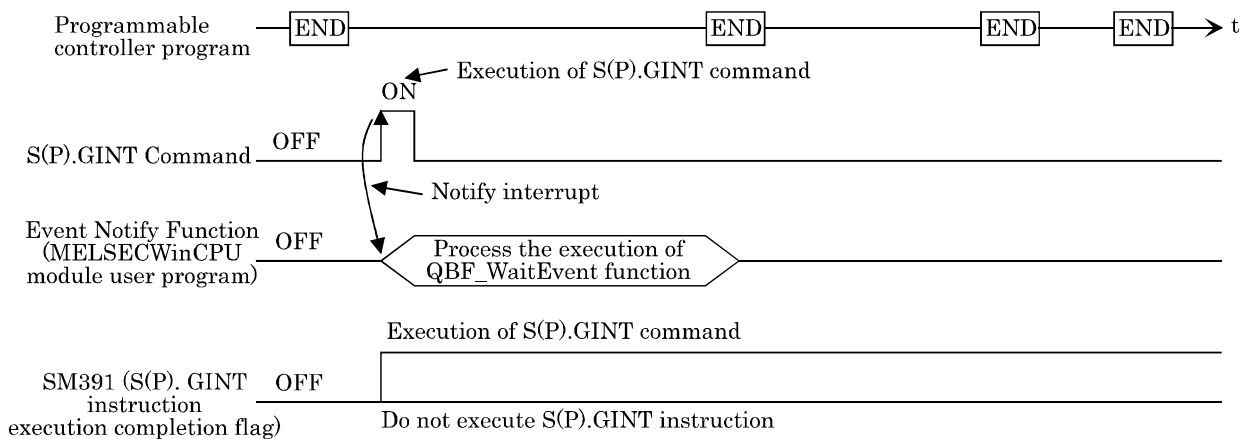 Programmable
controller program
END
END
END
END
t
Execution of S(P).GINT command
ON
OFF
S(P).GINT Command
Notify interrupt
Event Notify Function
(MELSECWinCPU
module user program)
OFF
Process the execution of
QBF_WaitEvent function
Execution of S(P).GINT command
SM391 (S(P). GINT
instruction
execution completion flag)
OFF
Do not execute S(P).GINT instruction